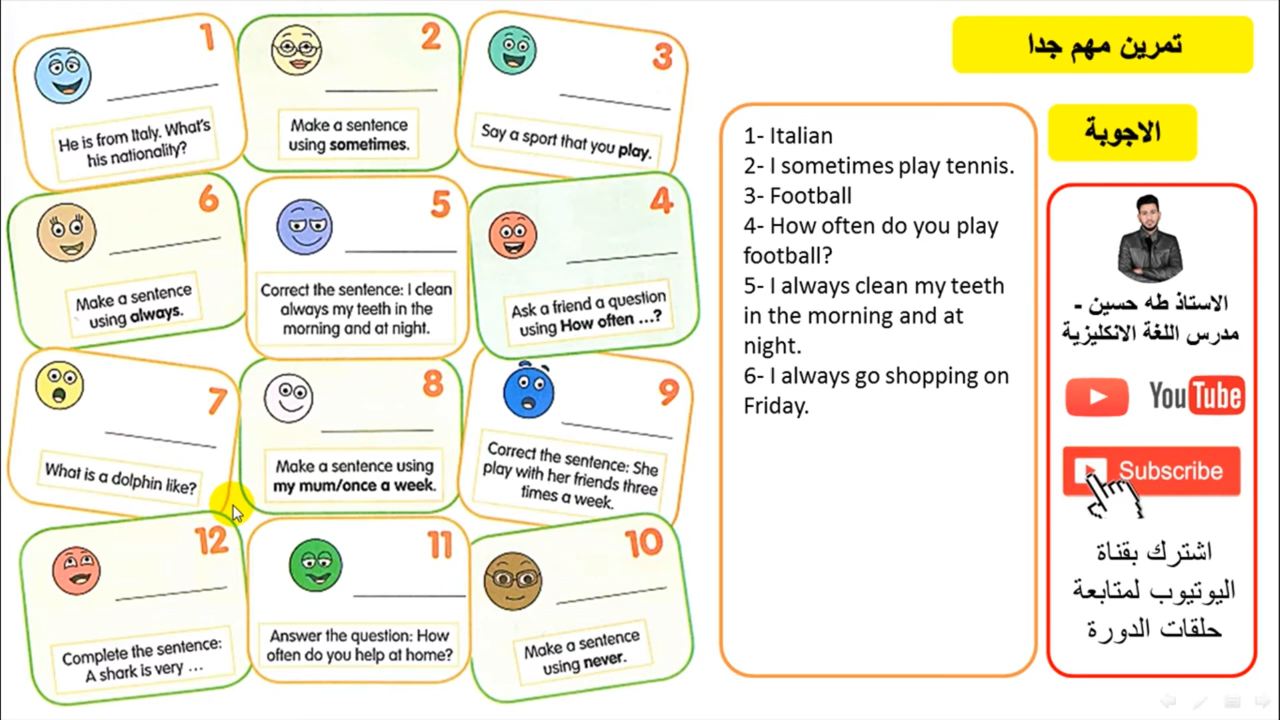 1
He is from Italy. What's
his nationality?
2
Make a sentence
using sometimes.
3
Say a sport that you play.
6
Make a sentence
using always.
5
Correct the sentence: I clean
always my teeth in the
morning and at night.
4
Ask a friend a question
using How often ...?
7
What is a dolphin like?
8
Make a sentence using
my mum/once a week.
9
Correct the sentence: She
play with her friends three
times a week.
12
Complete the sentence:
A shark is very ...
11
Answer the question: How
often do you help at home?
10
Make a sentence
using never.
تمرين مهم جدا
الاجوبة
1- Italian
2- I sometimes play tennis.
3- Football
4- How often do you play
football?
5- I always clean my teeth
in the morning and at
night.
6- I always go shopping on
Friday.
الاستاذ طه حسين -
مدرس اللغة الانكليزية
YouTube
Subscribe
اشترك بقناة
اليوتيوب لمتابعة
حلقات الدورة